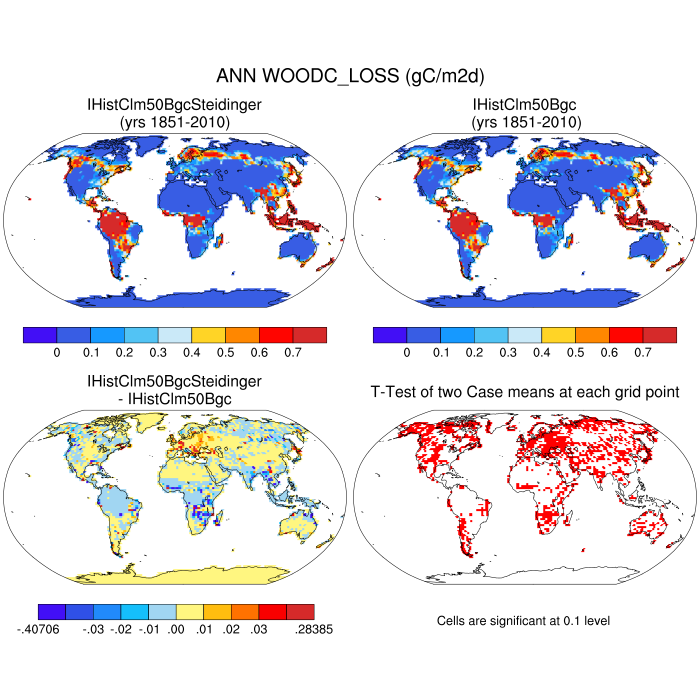 ANN WOODC_LOSS (gC/m2d)
IHistClm50BgcSteidinger
(yrs 1851-2010)
IHistClm50Bgc
(yrs 1851-2010)
0 0.1 0.2 0.3 0.4 0.5 0.6 0.7
0 0.1 0.2 0.3 0.4 0.5 0.6 0.7
IHistClm50BgcSteidinger
- IHistClm50Bgc
T-Test of two Case means at each grid point
-.40706 -.03 -.02 -.01 .00 .01 .02 .03 .28385
Cells are significant at 0.1 level